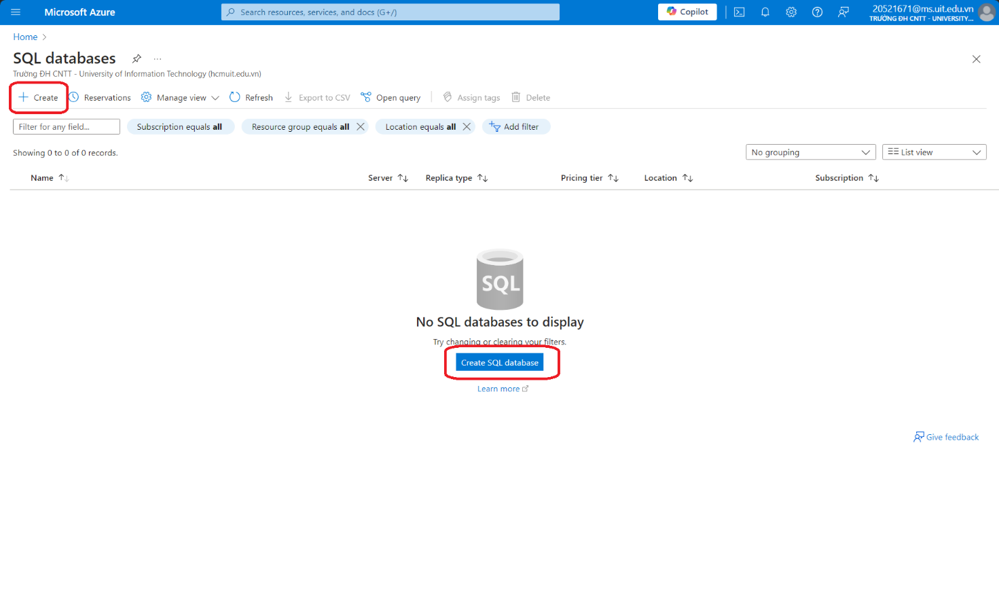 Microsoft Azure
Search resources, services, and docs (G+/)
Copilot
20521671@ms.uit.edu.vn
TRƯỜNG ĐH CNTT - UNIVERSITY...
Home
SQL databases
...
Trường ĐH CNTT - University of Information Technology (hcmuit.edu.vn)
Create Reservations Manage view Refresh Export to CSV Open query Assign tags Delete
Filter for any field... Subscription equals all Resource group equals all Location equals all Add filter
Showing 0 to 0 of 0 records.
No grouping List view
Name Server Replica type Pricing tier Location Subscription
SQL
No SQL databases to display
Try changing or clearing your filters.
Create SQL database
Learn more
Give feedback